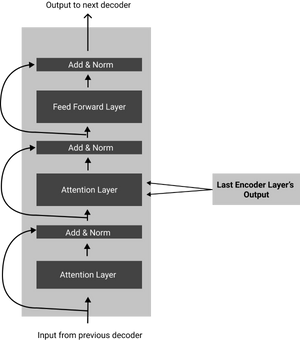 Output to next decoder
Add & Norm
Feed Forward Layer
Add & Norm
Attention Layer
Last Encoder Layer's
Output
Add & Norm
Attention Layer
Input from previous decoder